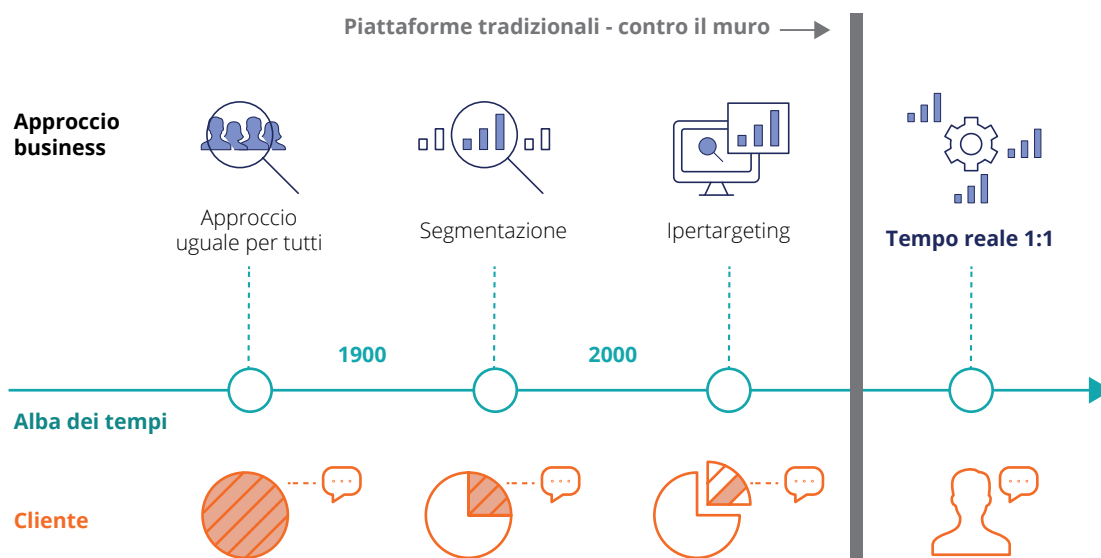 Piattaforme tradizionali - contro il muro
Approccio
business
Approccio
uguale per tutti
Segmentazione
Ipertargeting
Tempo reale 1:1
1900
2000
Alba dei tempi
Cliente